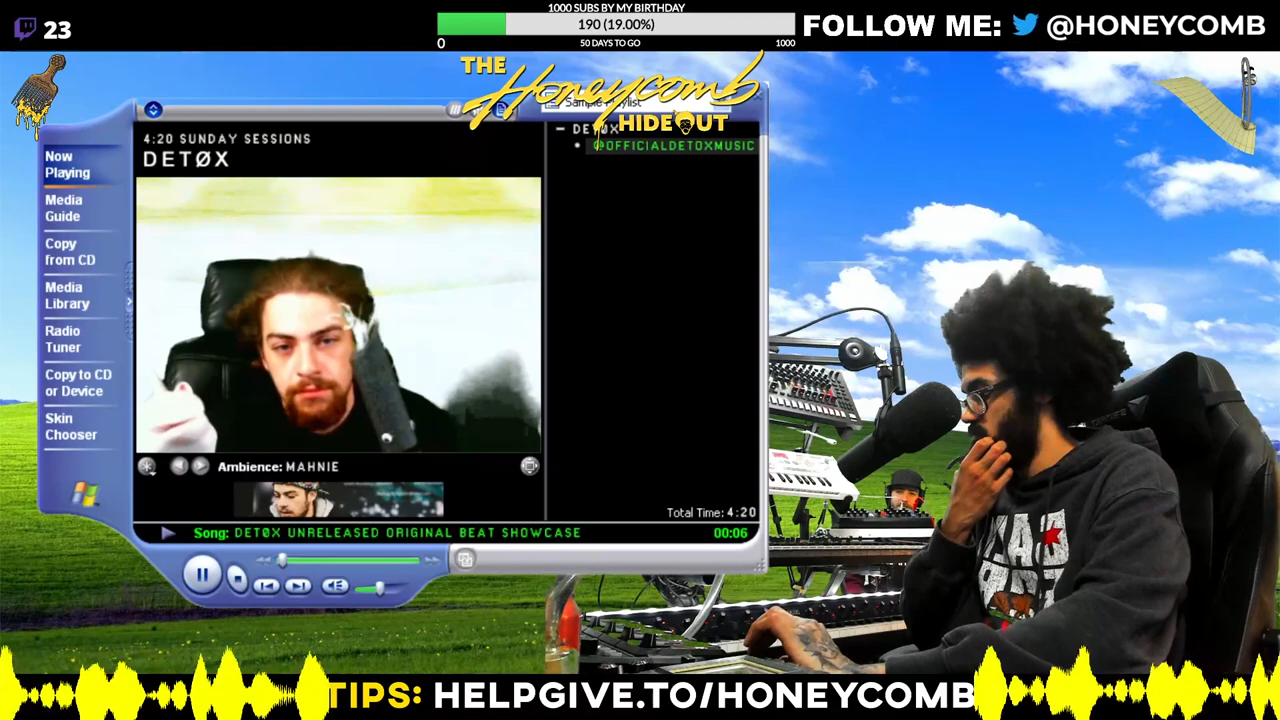 23
1000 SUBS BY MY BIRTHDAY
190 (19.00%)
0
50 DAYS TO GO
1000
FOLLOW ME: @HONEYCOMB
THE
Honeycomb
HIDEOUT
4:20 SUNDAY SESSIONS
DETØX
Now
Playing
Media
Guide
Copy
from CD
Media
Library
Radio
Tuner
Copy to CD
or Device
Skin
Chooser
Sample Playlist
DETØX
@OFFICIALDETOXMUSIC
Ambience: MAHNIE
Total Time: 4:20
Song: DETØX UNRELEASED ORIGINAL BEAT SHOWCASE
00:06
TIPS: HELPGIVE.TO/HONEYCOMB